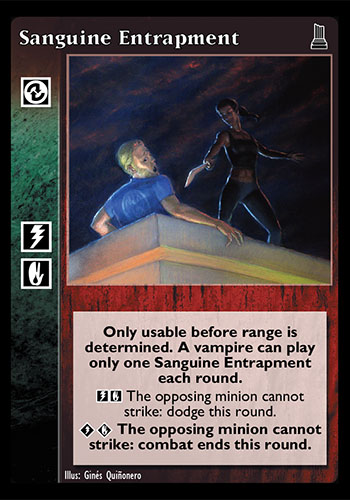 Sanguine Entrapment
Only usable before range is
determined. A vampire can play
only one Sanguine Entrapment
each round.
The opposing minion cannot
strike: dodge this round.
The opposing minion cannot
strike: combat ends this round.
Illus: Ginés Quiñonero